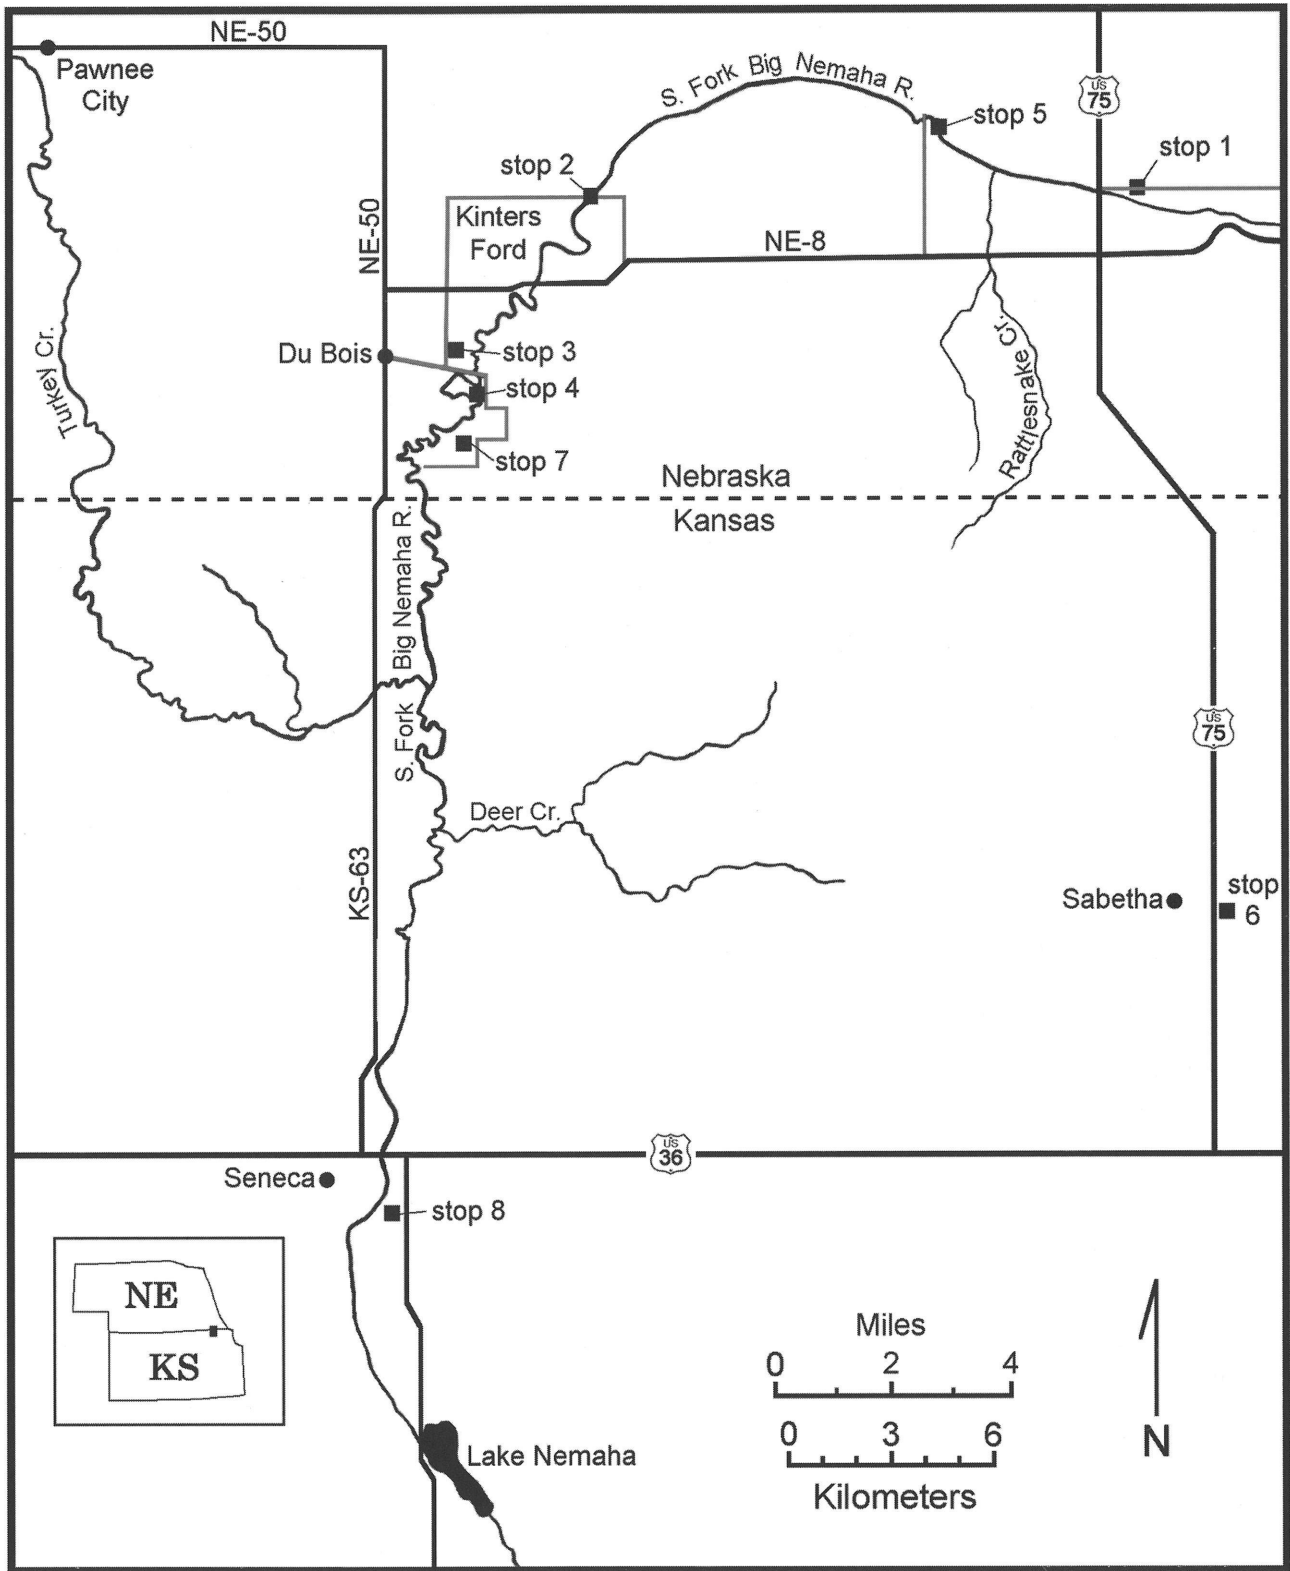 NE-50
Pawnee
City
S. Fork Big Nemaha R.
US
75
stop 5
stop 1
stop 2
Kinters
Ford
NE-50
NE-8
Turkey Cr.
Du Bois
stop 3
stop 4
Rattlesnake Cr.
stop 7
Nebraska
Kansas
S. Fork Big Nemaha R.
US
75
Deer Cr.
KS-63
Sabetha
stop
6
US
36
Seneca
stop 8
NE
KS
Miles
0 2 4
0 3 6
Kilometers
N
Lake Nemaha